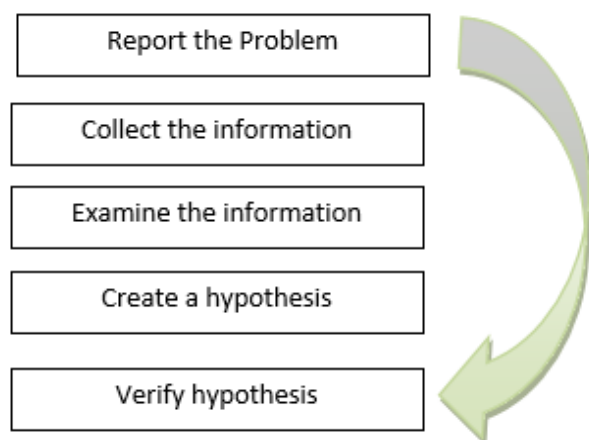 Report the Problem
Collect the information
Examine the information
Create a hypothesis
Verify hypothesis